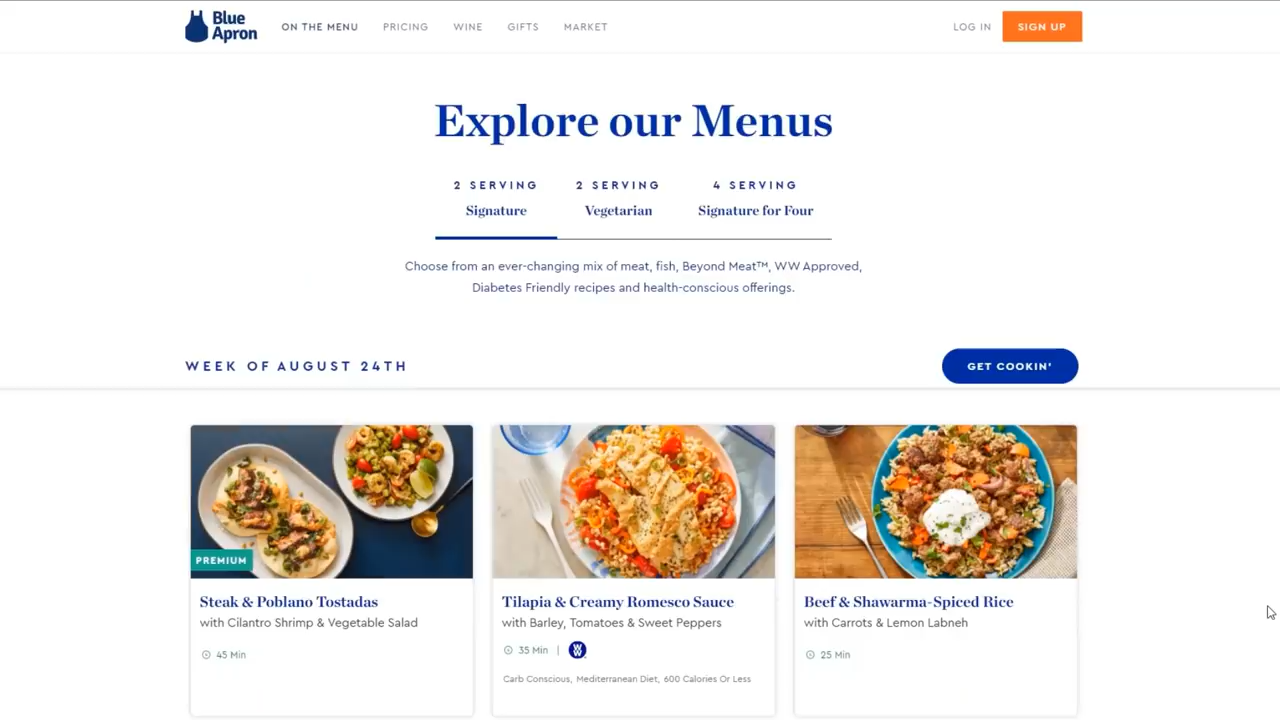 Blue Apron
ON THE MENU PRICING WINE GIFTS MARKET LOG IN SIGN UP
Explore our Menus
2 SERVING 2 SERVING 4 SERVING
Signature Vegetarian Signature for Four
Choose from an ever-changing mix of meat, fish, Beyond Meat™, WW Approved,
Diabetes Friendly recipes and health-conscious offerings.
WEEK OF AUGUST 24TH GET COOKIN'
PREMIUM
Steak & Poblano Tostadas
with Cilantro Shrimp & Vegetable Salad
45 Min
Tilapia & Creamy Romesco Sauce
with Barley, Tomatoes & Sweet Peppers
35 Min | WW
Carb Conscious, Mediterranean Diet, 600 Calories Or Less
Beef & Shawarma-Spiced Rice
with Carrots & Lemon Labneh
25 Min